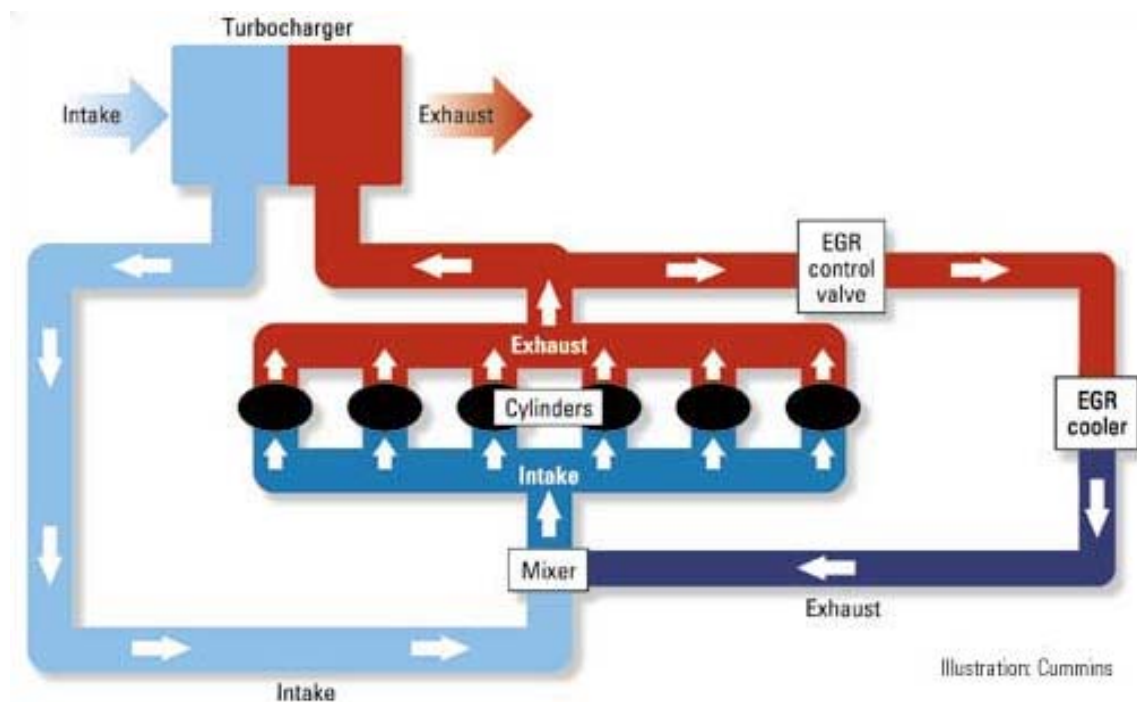 Turbocharger
Intake
Exhaust
EGR
control
valve
Exhaust
Cylinders
EGR
cooler
Intake
Mixer
Exhaust
Intake
Illustration: Cummins